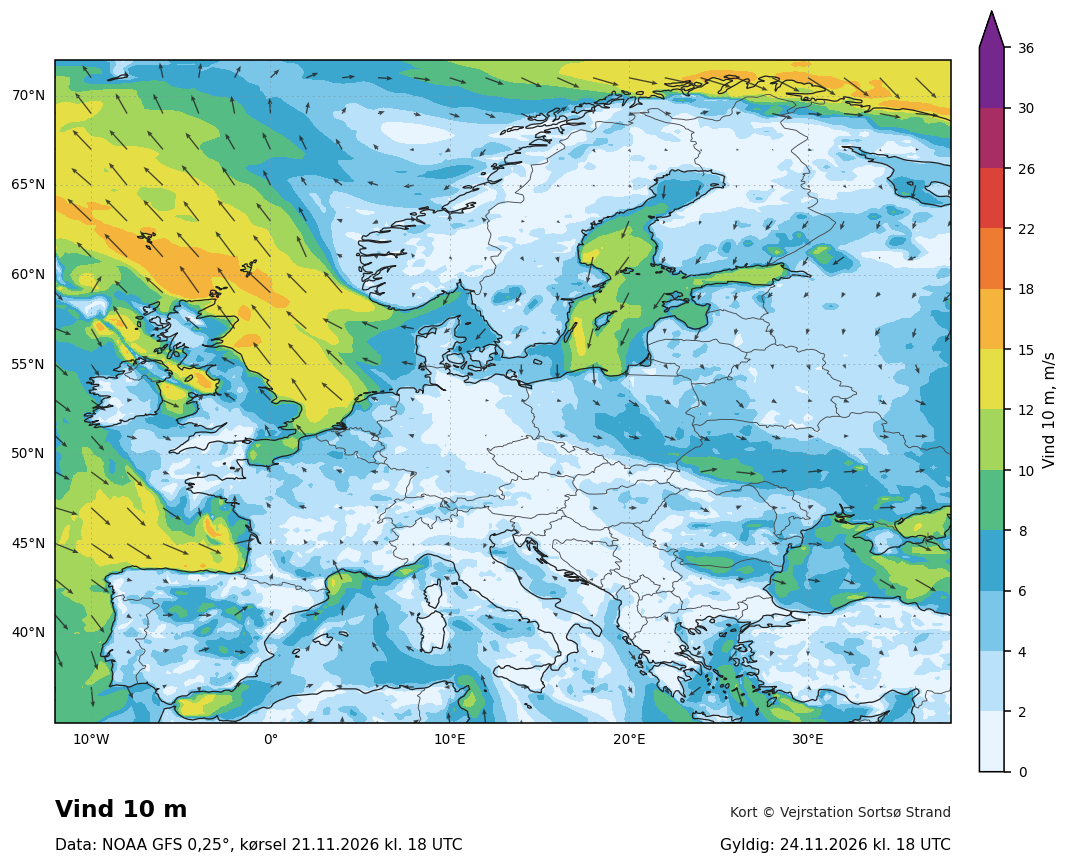 36
30
26
22
18
15
12
10
8
6
4
2
0
Vind 10 m, m/s
70°N
65°N
60°N
55°N
50°N
45°N
40°N
10°W
0°
10°E
20°E
30°E
Vind 10 m
Kort © Vejrstation Sortsø Strand
Data: NOAA GFS 0,25°, kørsel 21.11.2026 kl. 18 UTC
Gyldig: 24.11.2026 kl. 18 UTC